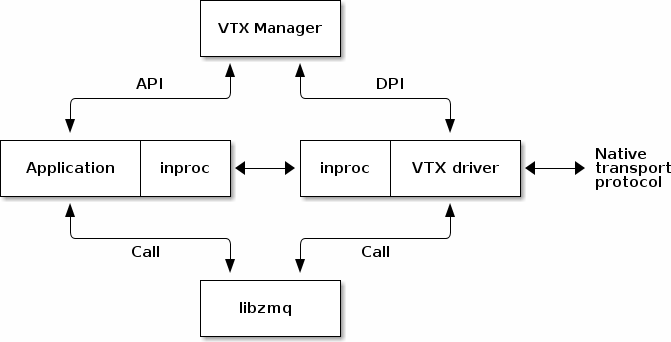 VTX Manager
API
DPI
Application
inproc
inproc
VTX driver
Native
transport
protocol
Call
Call
libzmq